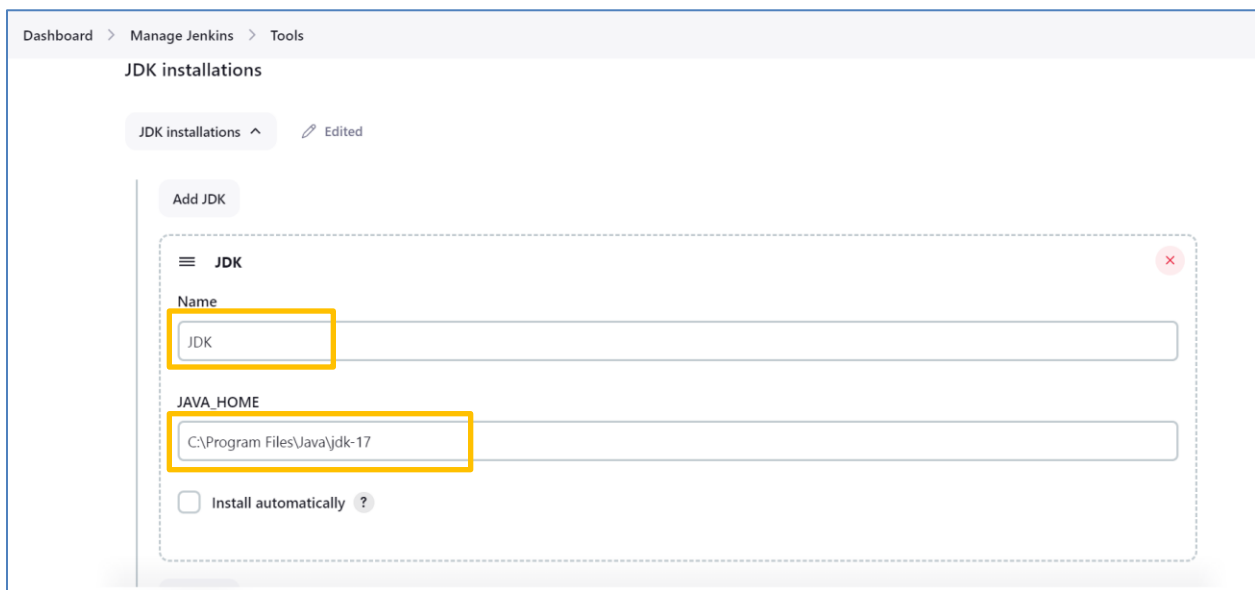 Dashboard > Manage Jenkins > Tools
JDK installations
JDK installations
Edited
Add JDK
JDK
Name
JDK
JAVA_HOME
C:\Program Files\Java\jdk-17
Install automatically ?